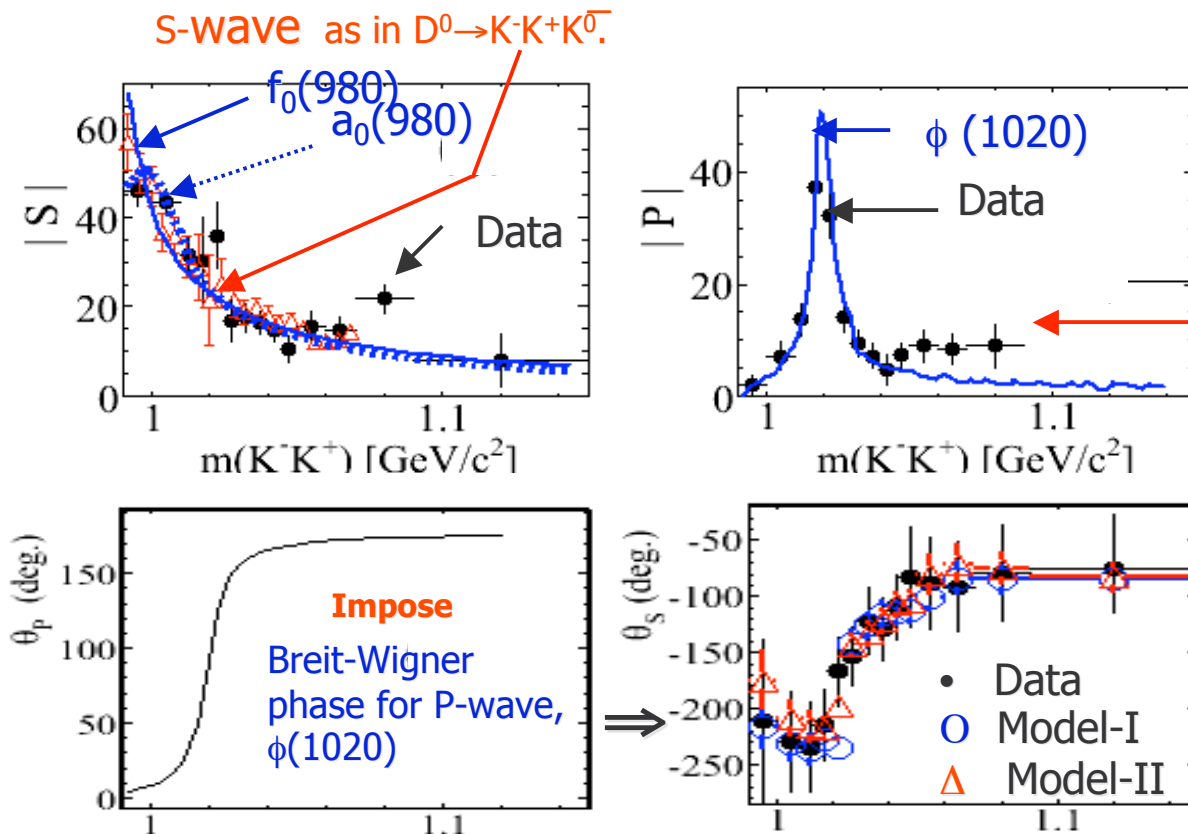 S-wave as in D⁰→K⁻K⁺K̅⁰.
f₀(980)
a₀(980)
Data
|S|
60
40
20
0
1
1.1
m(K⁻K⁺) [GeV/c²]
ϕ (1020)
Data
|P|
40
20
0
1
1.1
m(K⁻K⁺) [GeV/c²]
θₚ (deg.)
150
100
50
0
1
1.1
Impose
Breit-Wigner
phase for P-wave,
ϕ(1020)
⇒
θₛ (deg.)
-50
-100
-150
-200
-250
1
1.1
• Data
O Model-I
Δ Model-II